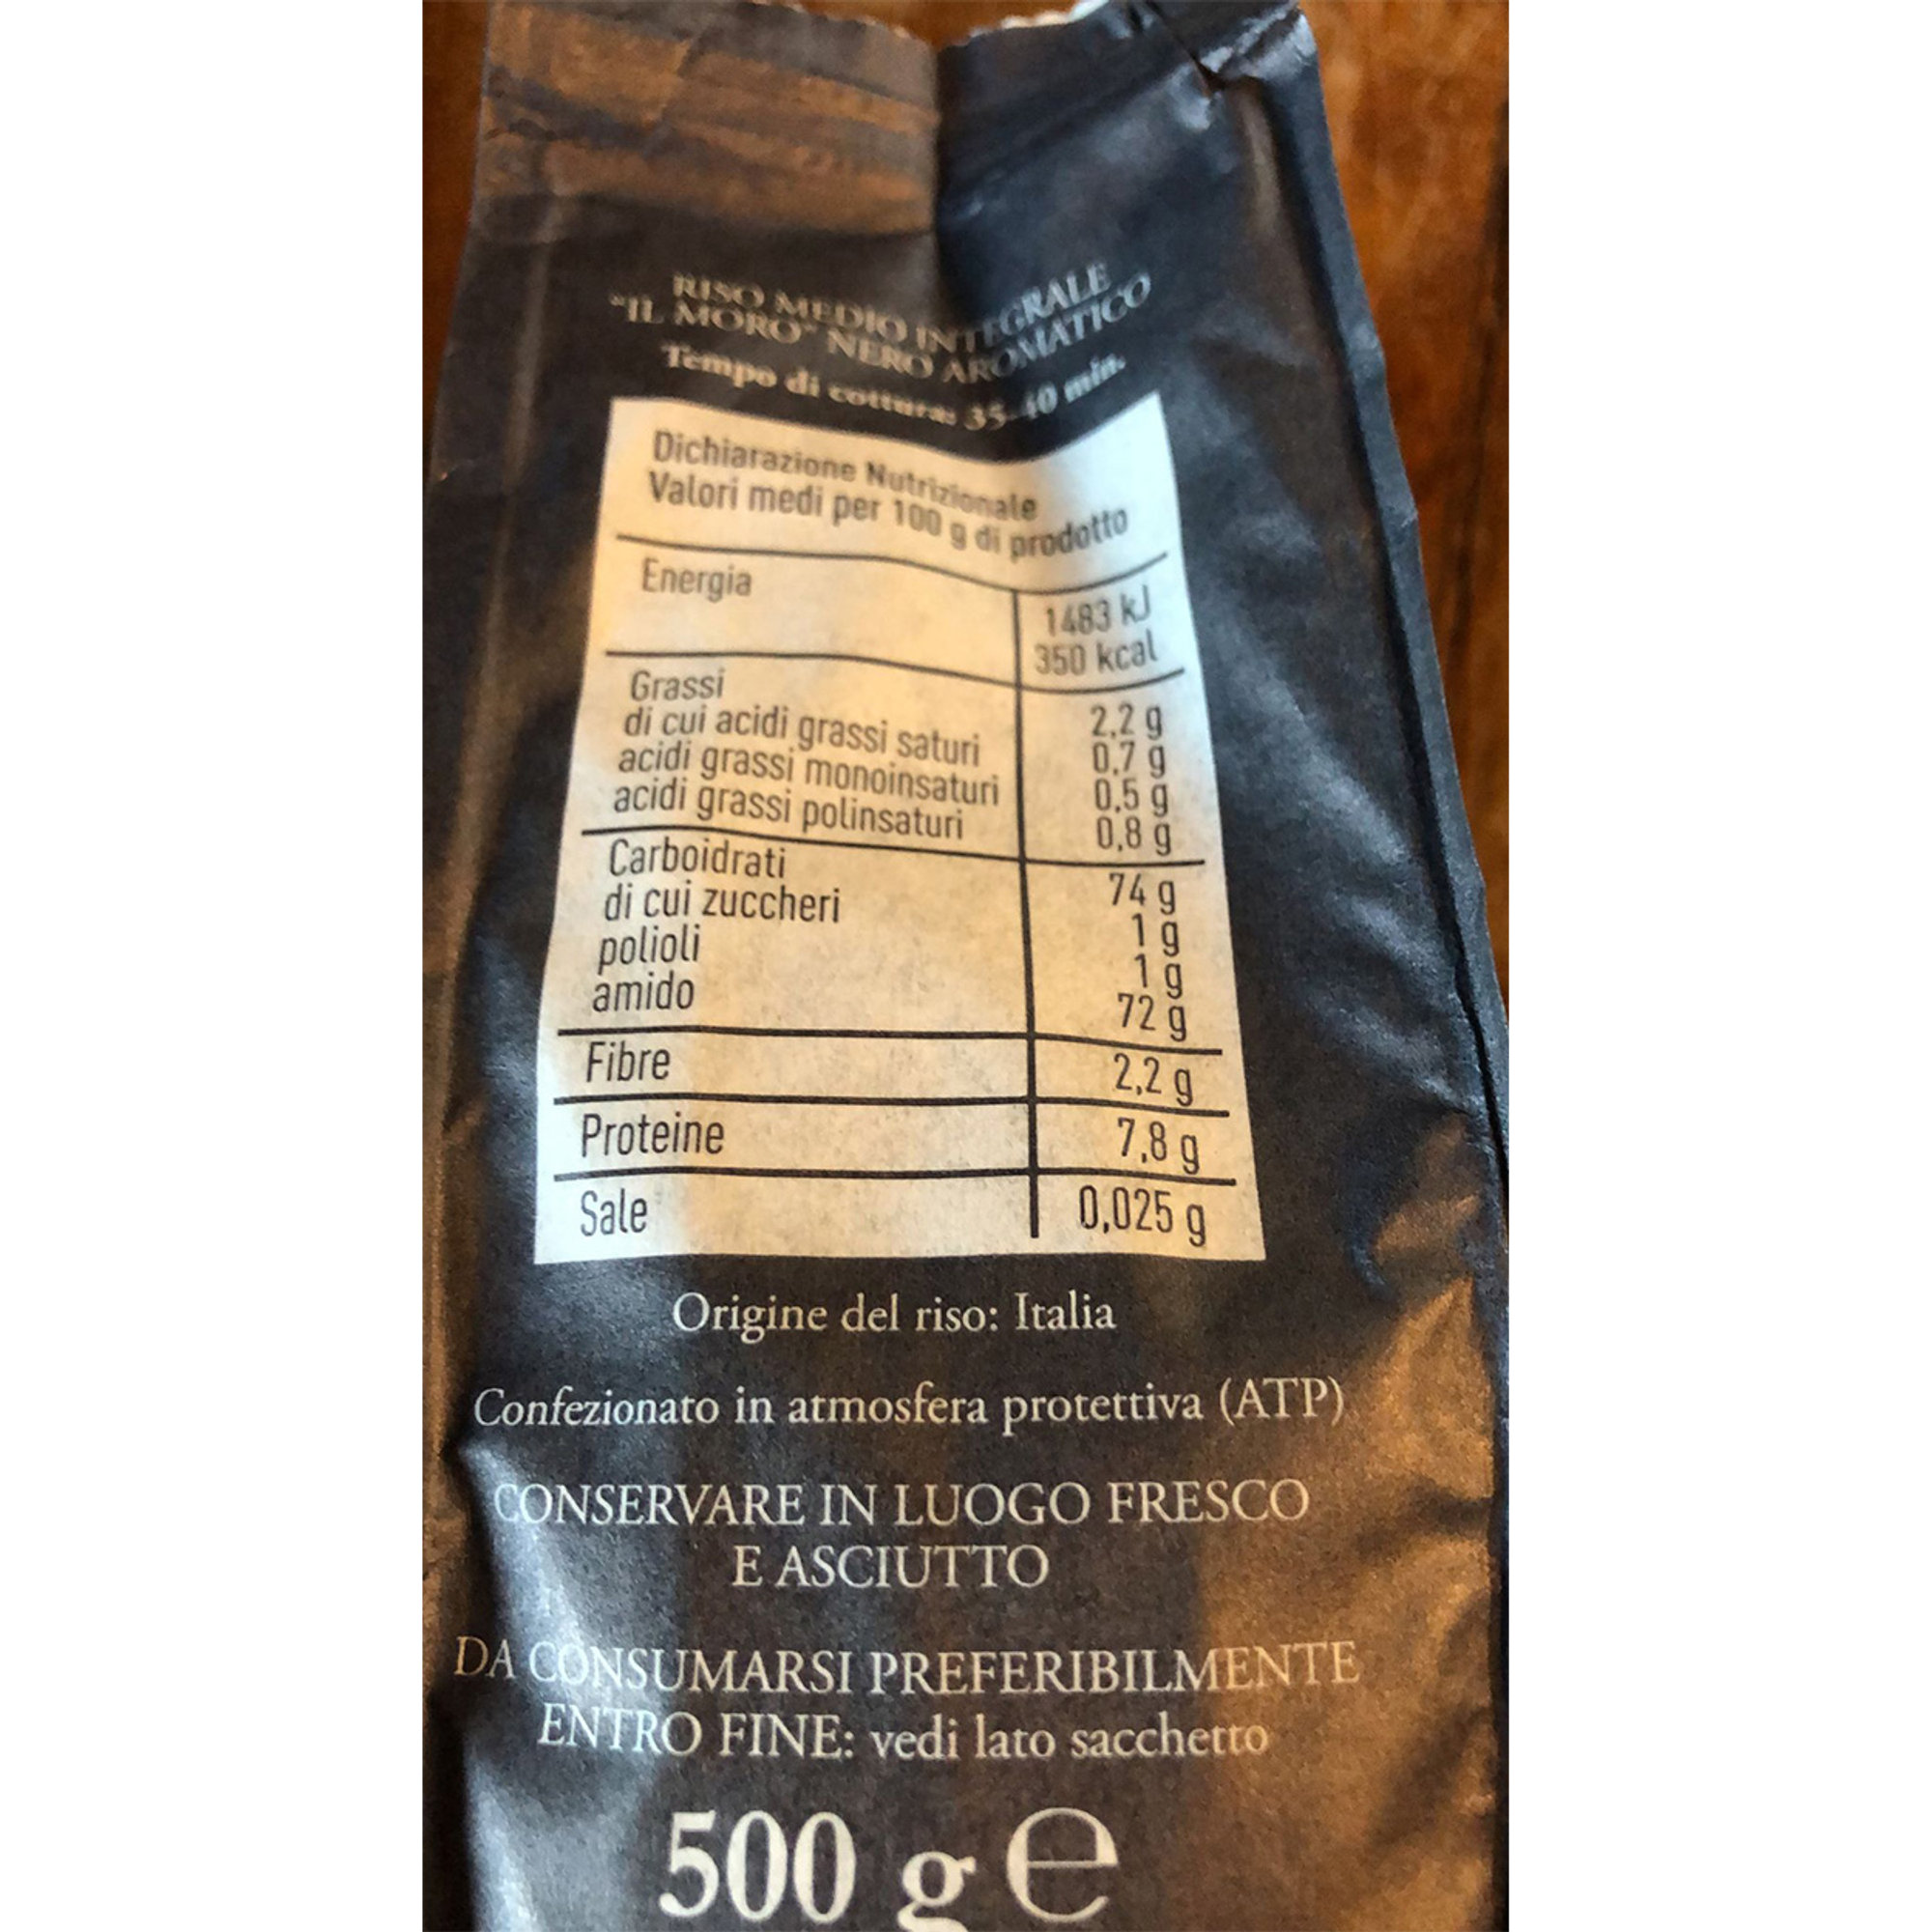 RISO MEDIO INTEGRALE
"IL MORO" NERO AROMATICO
Tempo di cottura: 35-40 min.
Dichiarazione Nutrizionale
Valori medi per 100 g di prodotto
Energia 1483 kJ
350 kcal
Grassi 2,2 g
di cui acidi grassi saturi 0,7 g
acidi grassi monoinsaturi 0,5 g
acidi grassi polinsaturi 0,8 g
Carboidrati 74 g
di cui zuccheri 1 g
polioli 1 g
amido 72 g
Fibre 2,2 g
Proteine 7,8 g
Sale 0,025 g
Origine del riso: Italia
Confezionato in atmosfera protettiva (ATP)
CONSERVARE IN LUOGO FRESCO
E ASCIUTTO
DA CONSUMARSI PREFERIBILMENTE
ENTRO FINE: vedi lato sacchetto
500 g e